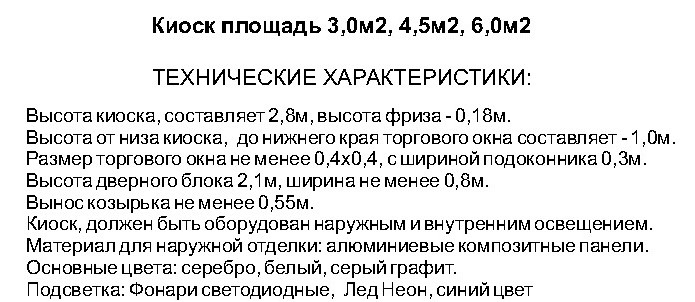 Киоск площадь 3,0м2, 4,5м2, 6,0м2
ТЕХНИЧЕСКИЕ ХАРАКТЕРИСТИКИ:
Высота киоска, составляет 2,8м, высота фриза - 0,18м.
Высота от низа киоска, до нижнего края торгового окна составляет - 1,0м.
Размер торгового окна не менее 0,4х0,4, с шириной подоконника 0,3м.
Высота дверного блока 2,1м, ширина не менее 0,8м.
Вынос козырька не менее 0,55м.
Киоск, должен быть оборудован наружным и внутренним освещением.
Материал для наружной отделки: алюминиевые композитные панели.
Основные цвета: серебро, белый, серый графит.
Подсветка: Фонари светодиодные, Лед Неон, синий цвет